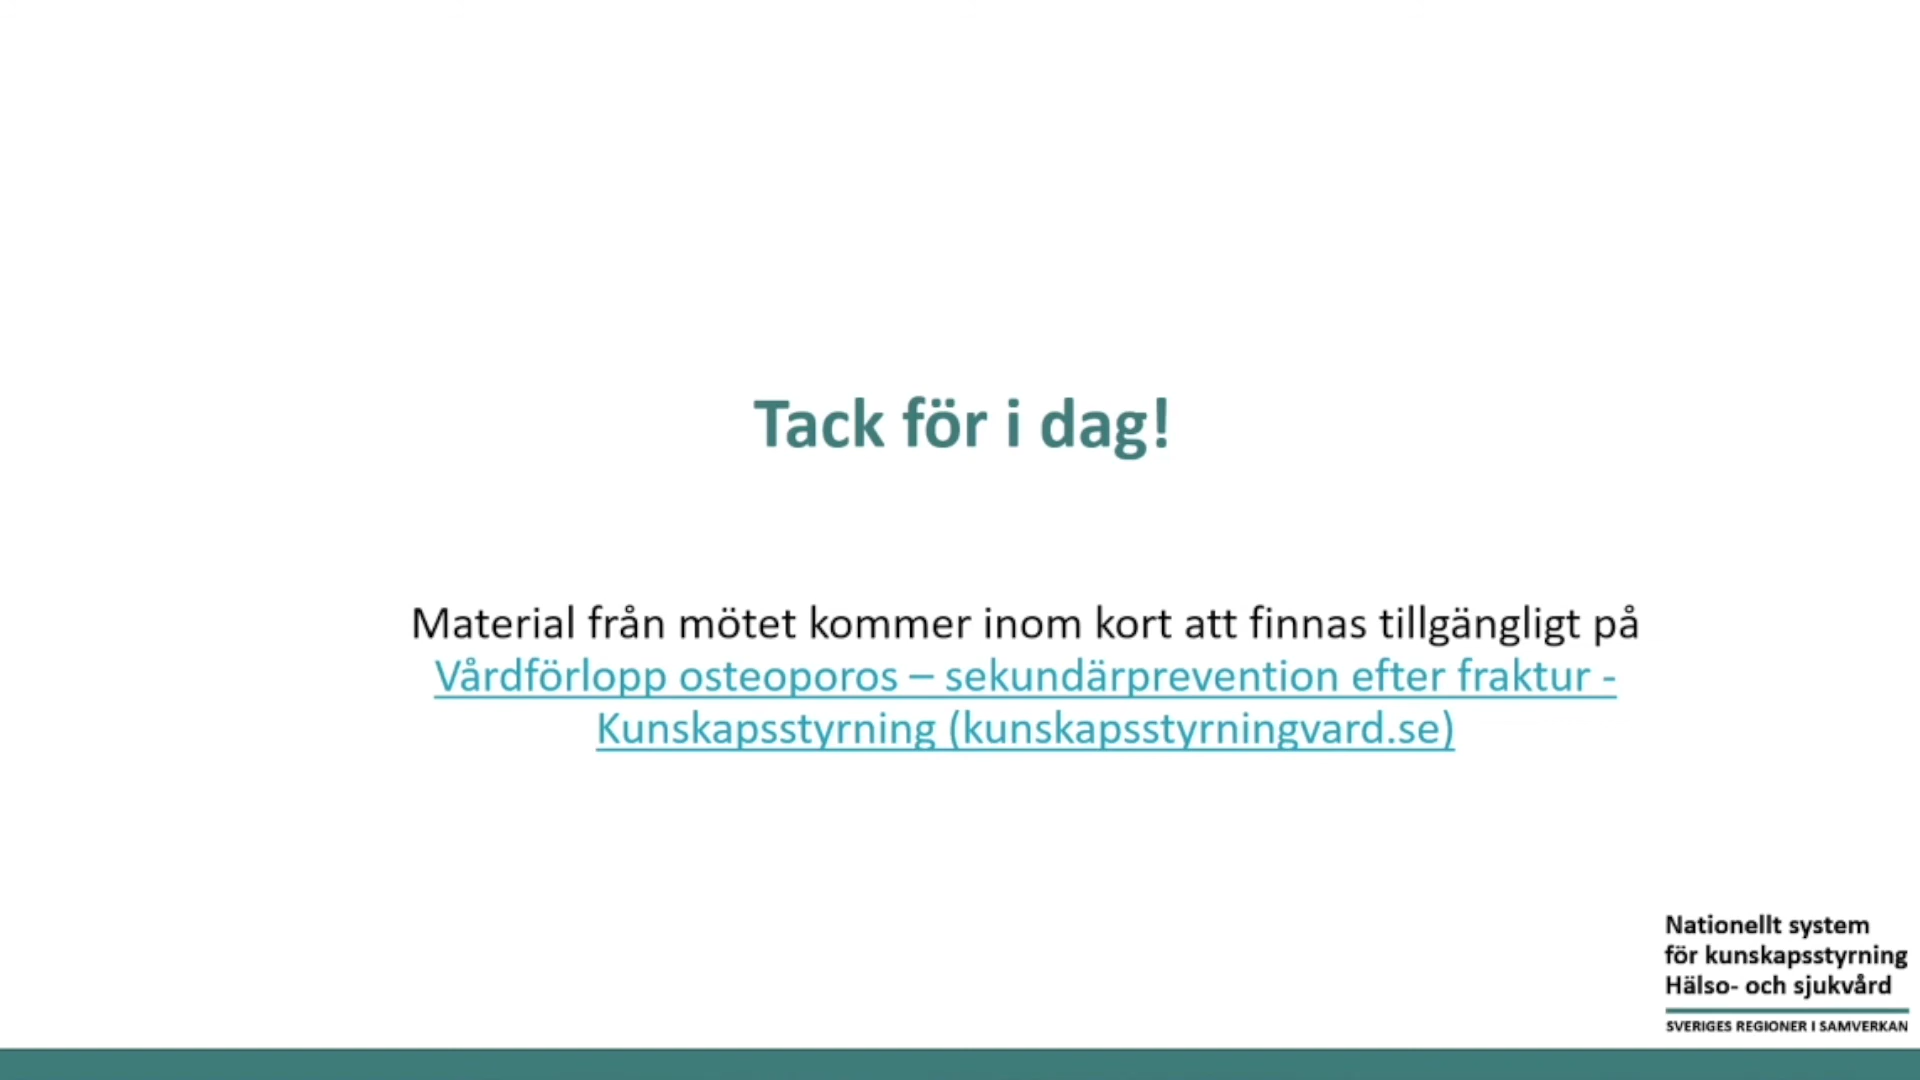 Tack för i dag!
Material från mötet kommer inom kort att finnas tillgängligt på
Vårdförlopp osteoporos – sekundärprevention efter fraktur -
Kunskapsstyrning (kunskapsstyrningvard.se)
Nationellt system
för kunskapsstyrning
Hälso- och sjukvård
SVERIGES REGIONER I SAMVERKAN